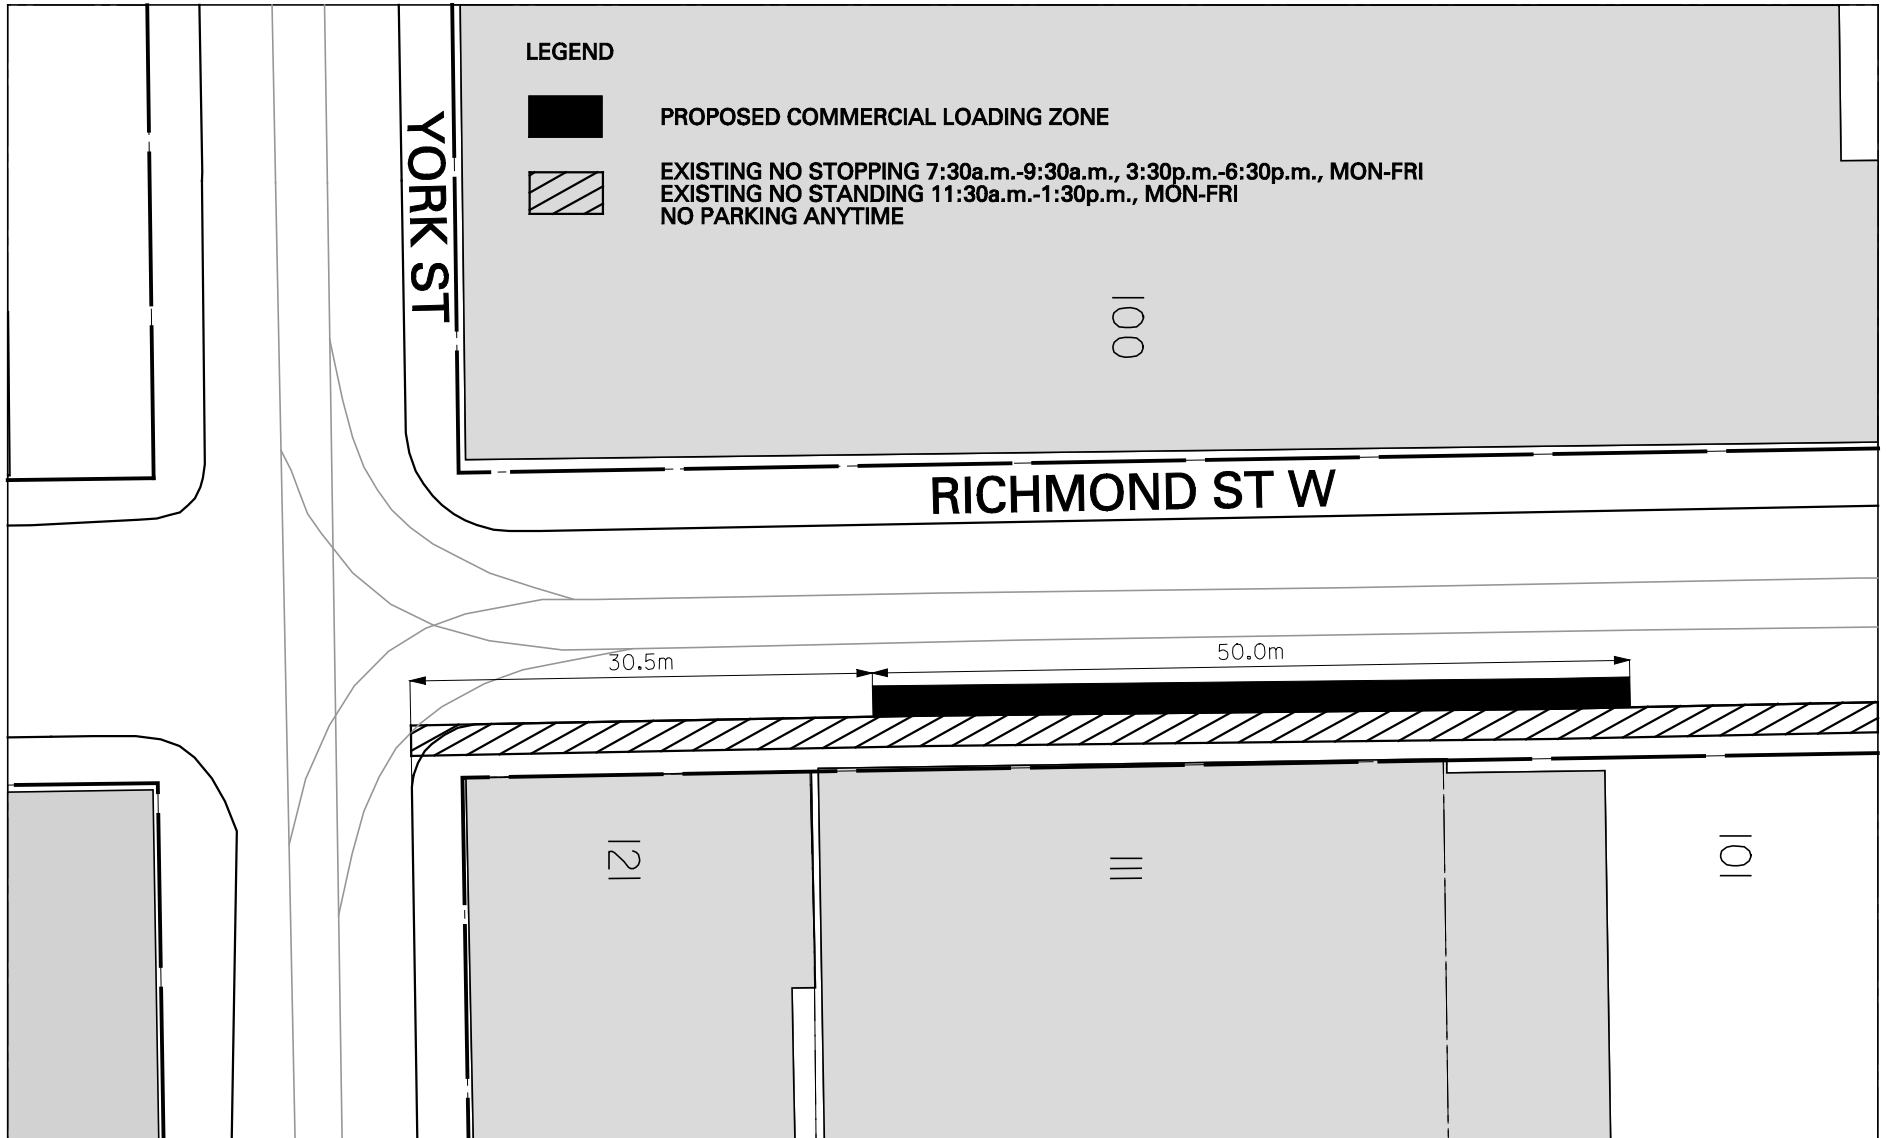 LEGEND
PROPOSED COMMERCIAL LOADING ZONE
EXISTING NO STOPPING 7:30a.m.-9:30a.m., 3:30p.m.-6:30p.m., MON-FRI
EXISTING NO STANDING 11:30a.m.-1:30p.m., MON-FRI
NO PARKING ANYTIME
YORK ST
100
RICHMOND ST W
30.5m
50.0m
121
111
101